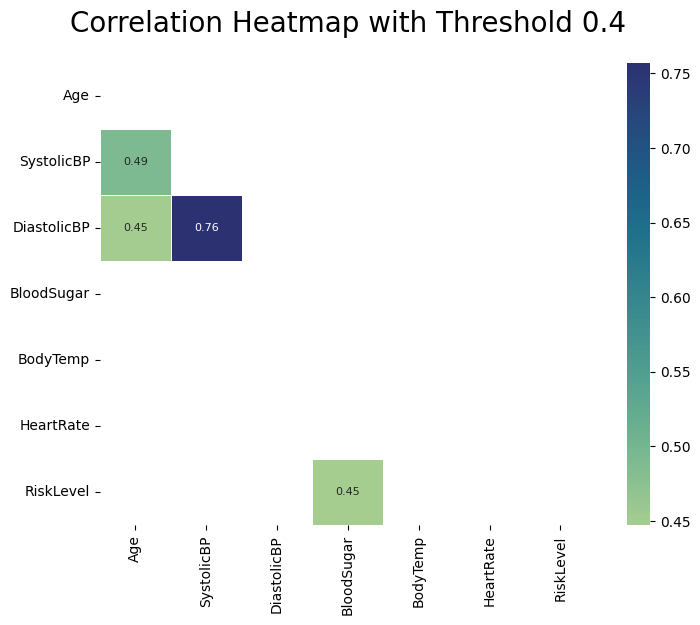 Correlation Heatmap with Threshold 0.4
Age
SystolicBP
DiastolicBP
BloodSugar
BodyTemp
HeartRate
RiskLevel
0.49
0.45 0.76
0.45
Age
SystolicBP
DiastolicBP
BloodSugar
BodyTemp
HeartRate
RiskLevel
0.75
0.70
0.65
0.60
0.55
0.50
0.45